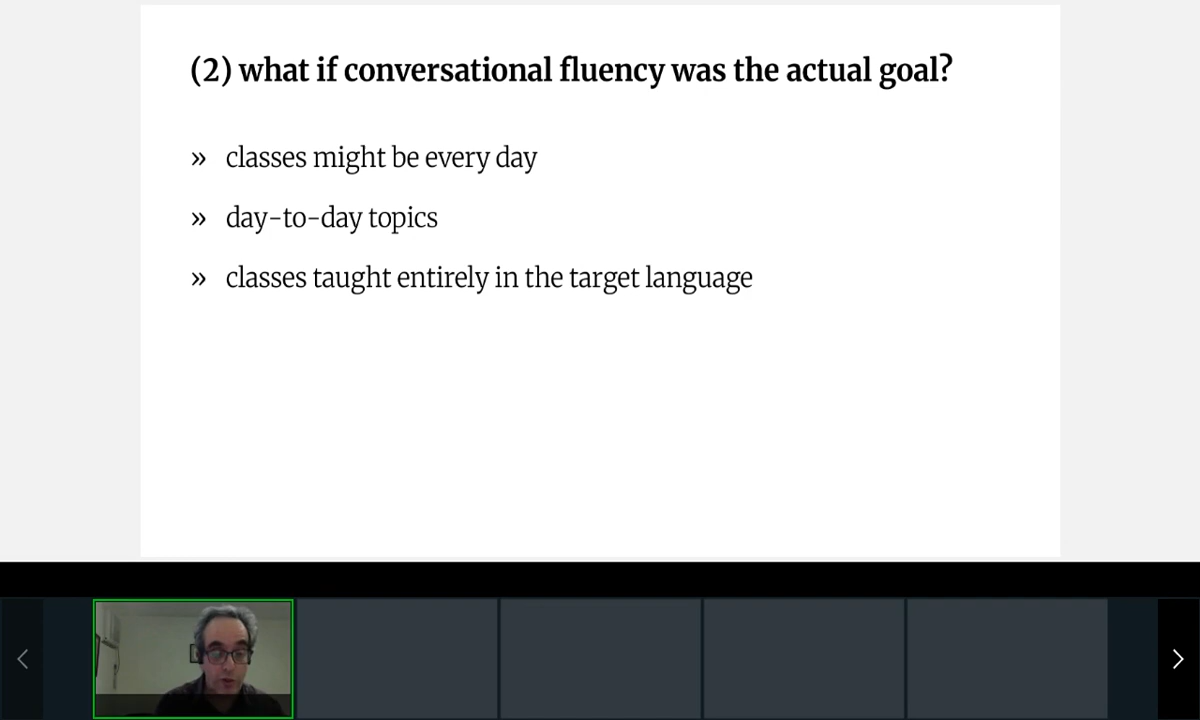 (2) what if conversational fluency was the actual goal?
» classes might be every day
» day-to-day topics
» classes taught entirely in the target language